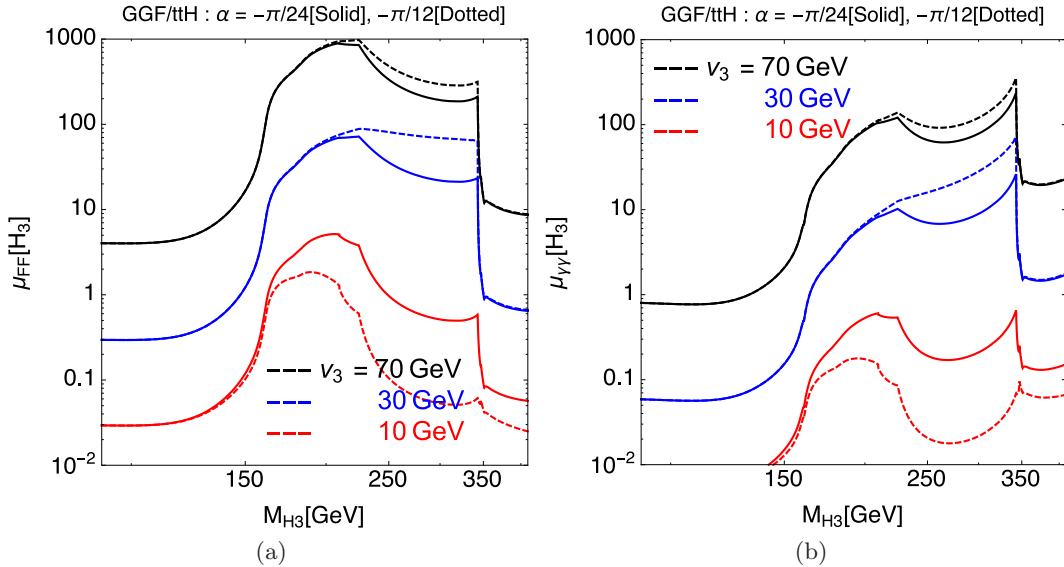 GGF/ttH : α = −π/24[Solid], −π/12[Dotted]
1000
100
10
1
0.1
10⁻²
μFF[H₃]
v₃ = 70 GeV
30 GeV
10 GeV
150
250
350
M_H3[GeV]
(a)
GGF/ttH : α = −π/24[Solid], −π/12[Dotted]
v₃ = 70 GeV
30 GeV
10 GeV
1000
100
10
1
0.1
10⁻²
μγγ[H₃]
150
250
350
M_H3[GeV]
(b)